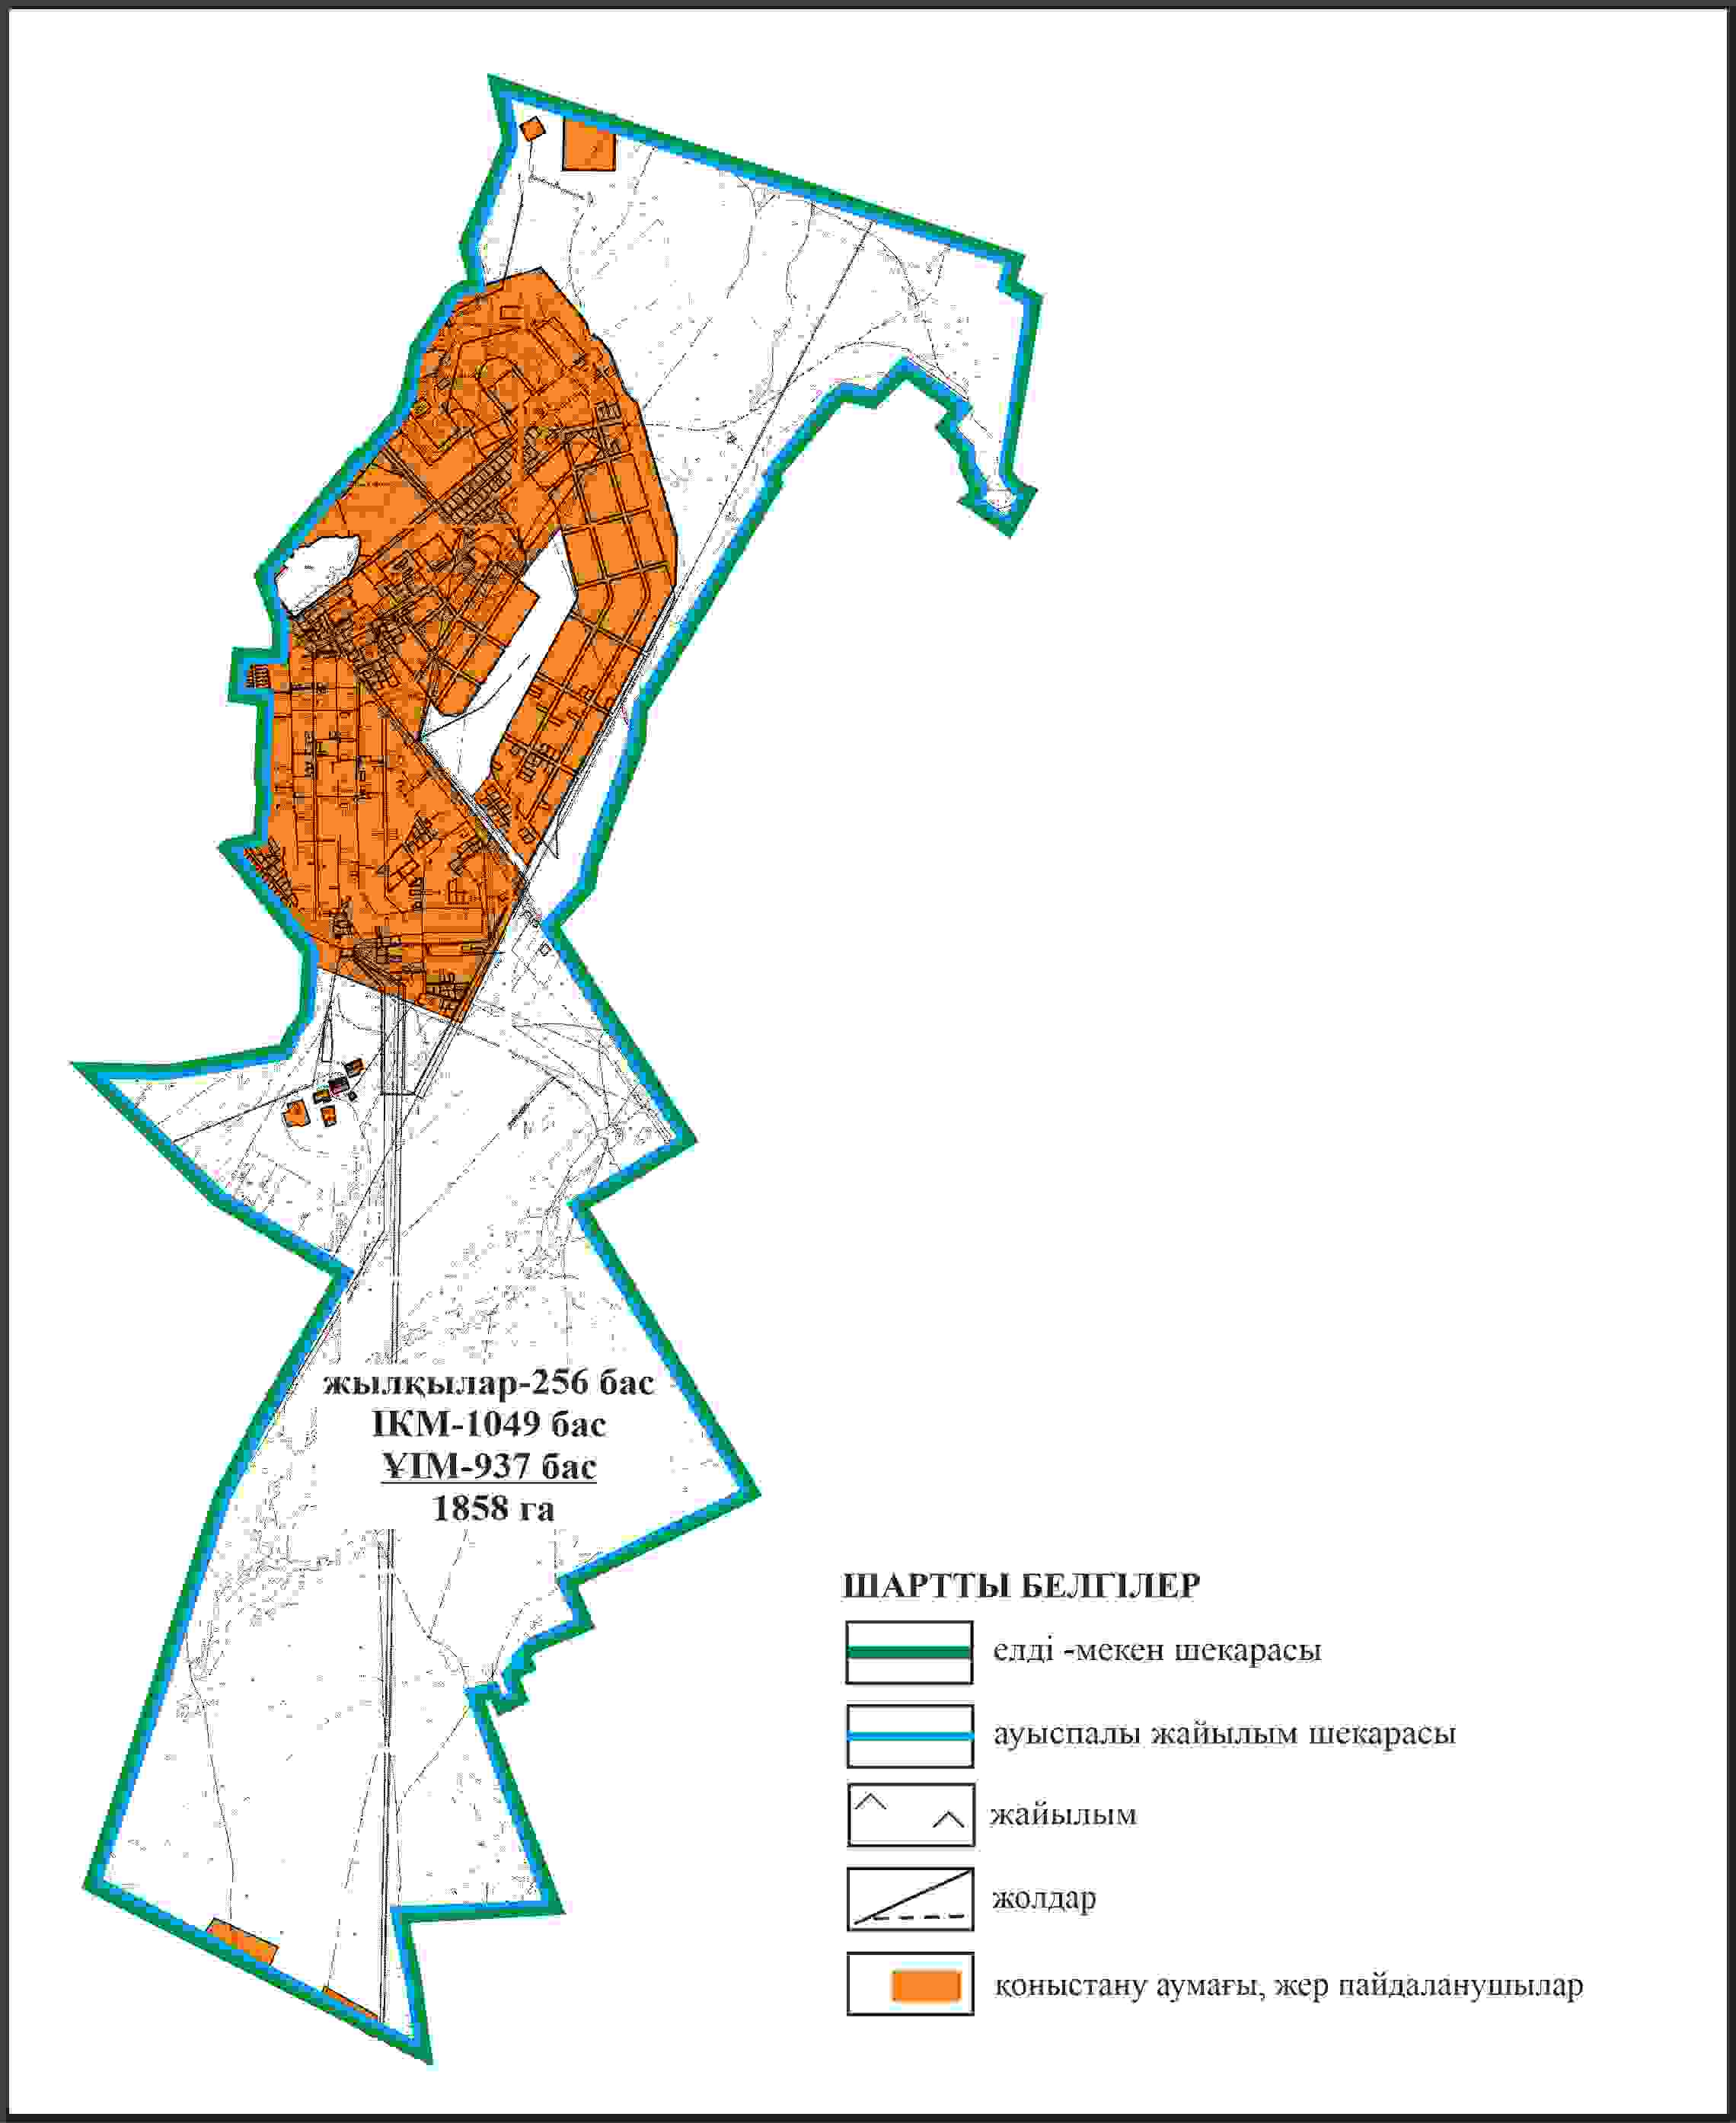 жылқылар-256 бас
ІКМ-1049 бас
ҰІМ-937 бас
1858 га
ШАРТТЫ БЕЛГІЛЕР
елді -мекен шекарасы
ауыспалы жайылым шекарасы
жайылым
жолдар
қоныстану аумағы, жер пайдаланушылар